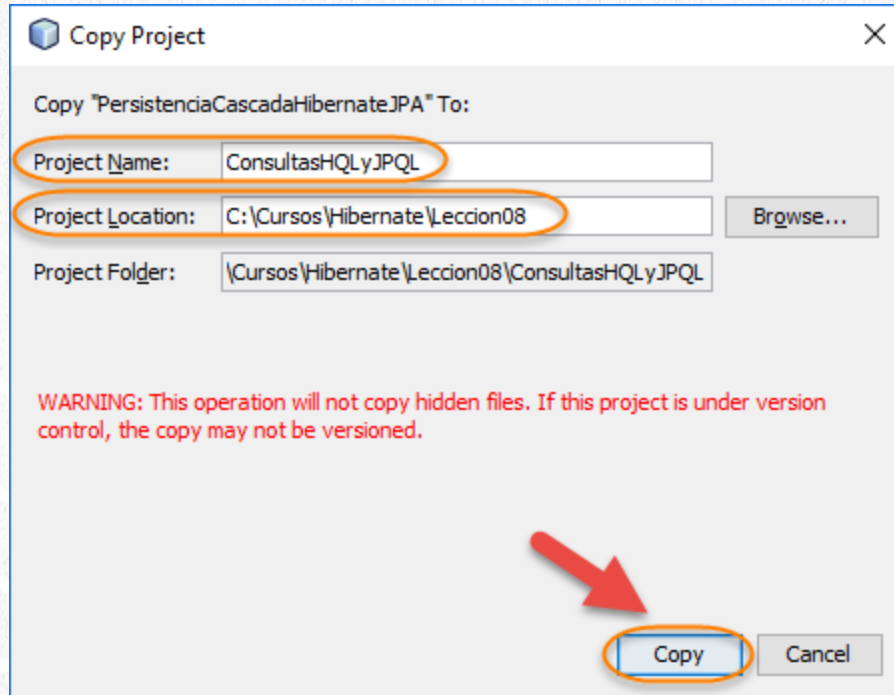 Copy Project
Copy "PersistenciaCascadaHibernateJPA" To:
Project Name: ConsultasHQLyJPQL
Project Location: C:\Cursos\Hibernate\Leccion08 Browse...
Project Folder: \Cursos\Hibernate\Leccion08\ConsultasHQLyJPQL
WARNING: This operation will not copy hidden files. If this project is under version
control, the copy may not be versioned.
Copy Cancel